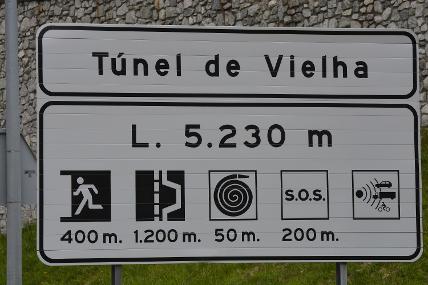 Túnel de Vielha
L. 5.230 m
S.O.S.
400 m. 1.200 m. 50 m. 200 m.